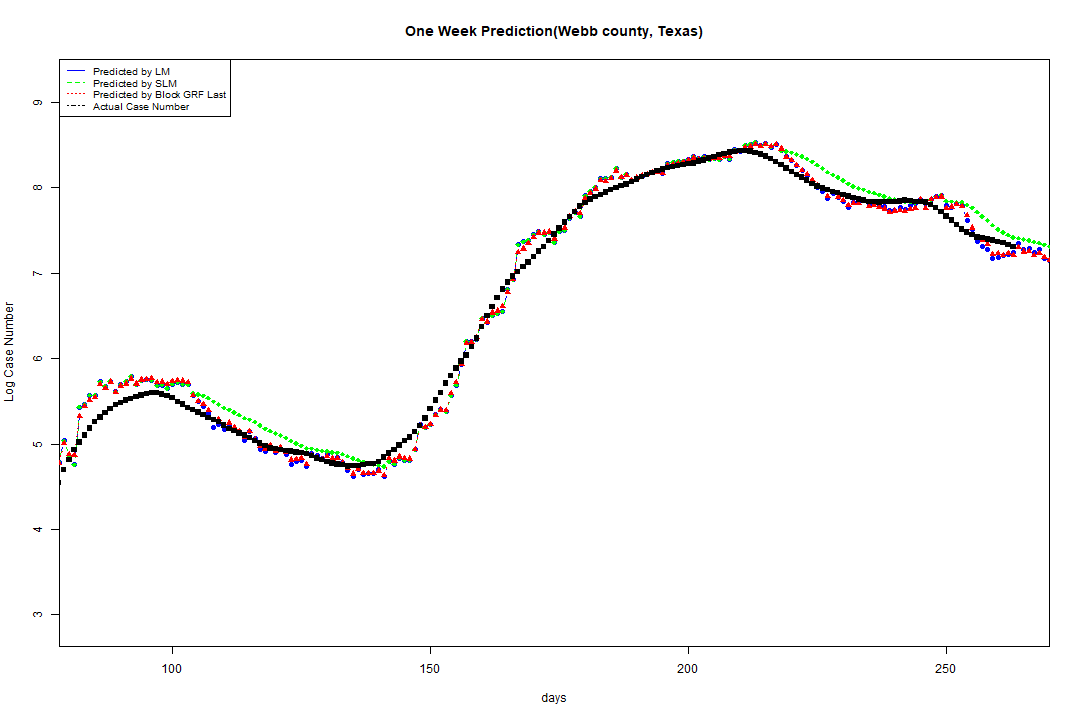 One Week Prediction(Webb county, Texas)
Predicted by LM
Predicted by SLM
Predicted by Block GRF Last
Actual Case Number
9
8
7
6
5
4
3
Log Case Number
100 150 200 250
days